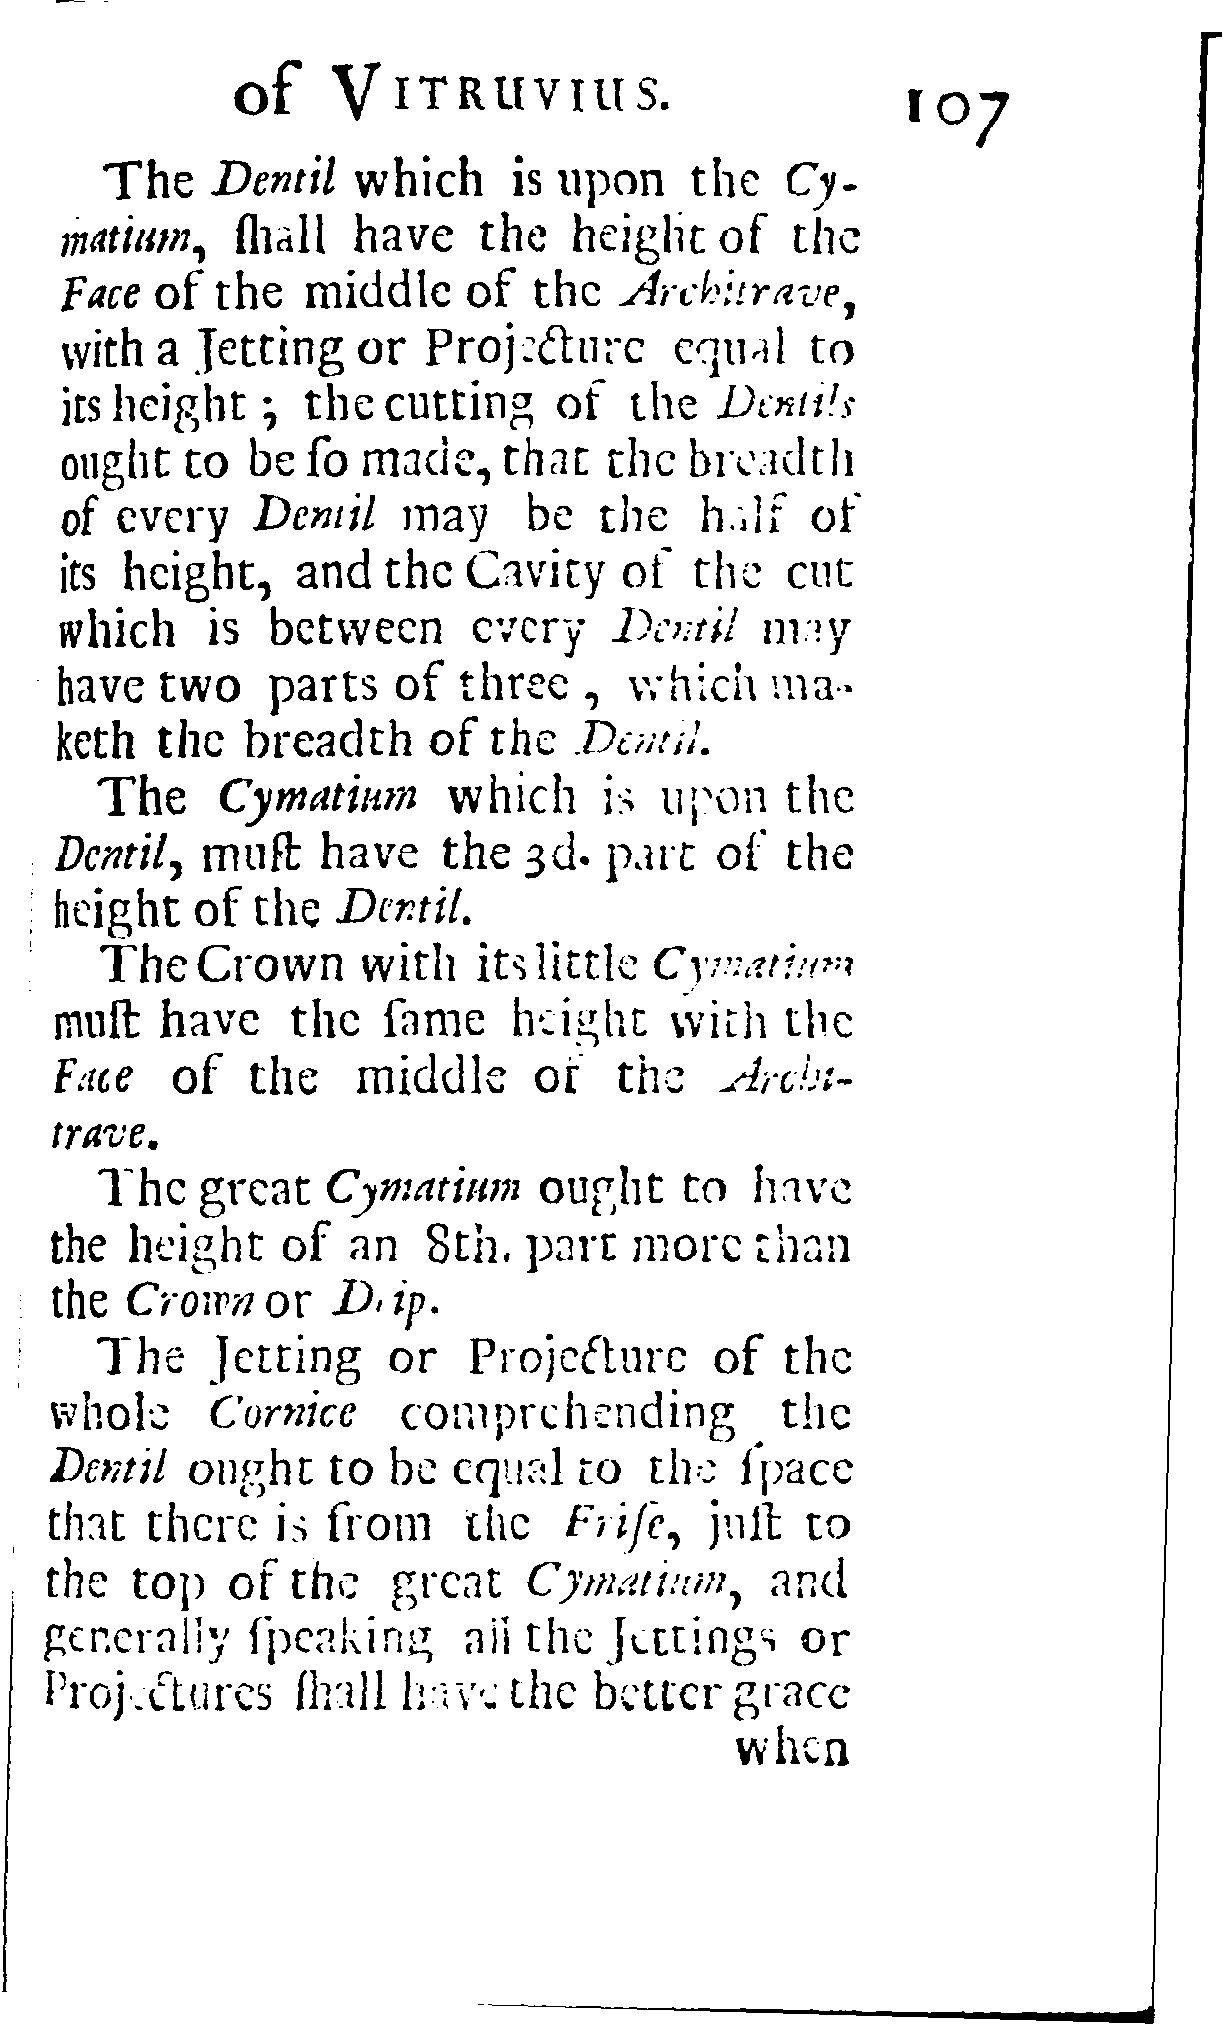 of VITRUVIUS. 107
The Dentil which is upon the Cy-
matium, ſhall have the height of the
Face of the middle of the Architrave,
with a Jetting or Projecture equal to
its height; the cutting of the Dentils
ought to be ſo made, that the breadth
of every Dentil may be the half of
its height, and the Cavity of the cut
which is between every Dentil may
have two parts of three, which ma-
keth the breadth of the Dentil.
The Cymatium which is upon the
Dentil, muſt have the 3d. part of the
height of the Dentil.
The Crown with its little Cymatium
muſt have the ſame height with the
Face of the middle of the Archi-
trave.
The great Cymatium ought to have
the height of an 8th. part more than
the Crown or Drip.
The Jetting or Projecture of the
whole Cornice comprehending the
Dentil ought to be equal to the ſpace
that there is from the Friſe, juſt to
the top of the great Cymatium, and
generally ſpeaking all the Jettings or
Projectures ſhall have the better grace
when